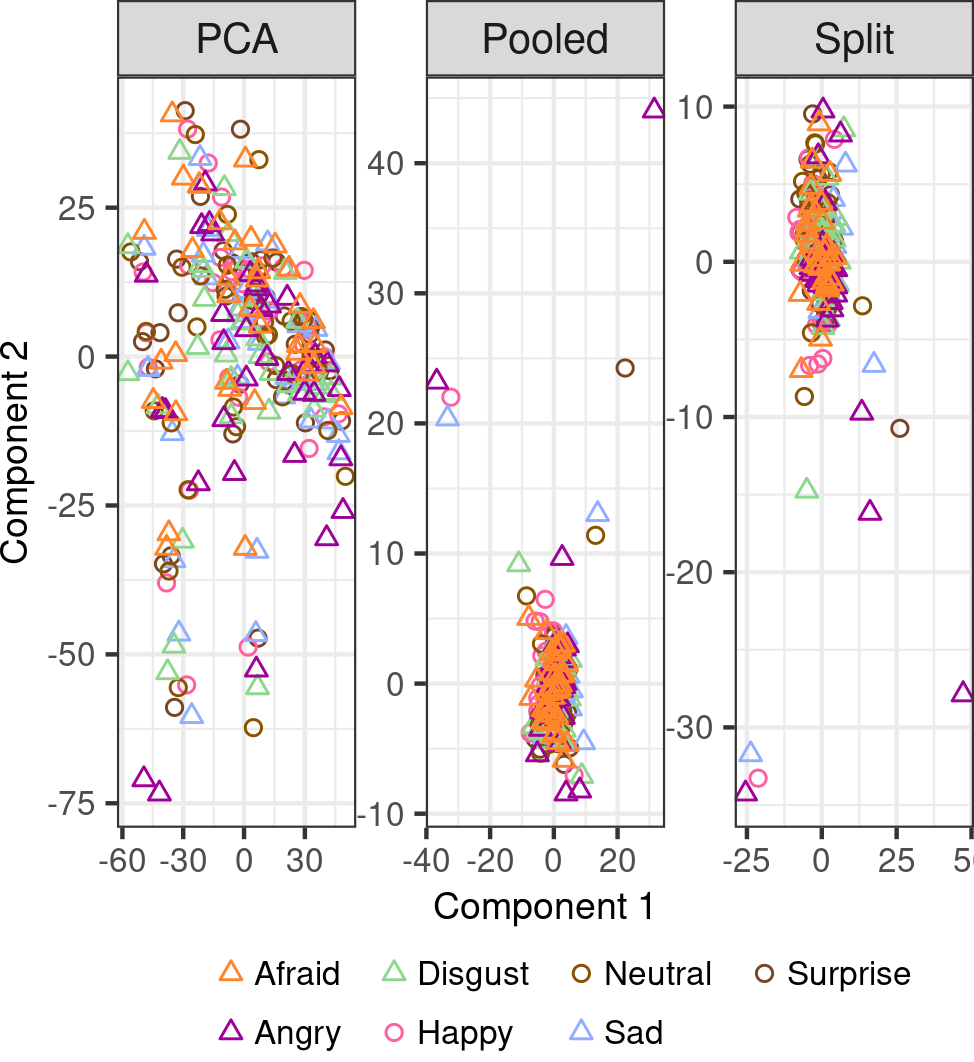 PCA Pooled Split
Component 2
25
0
-25
-50
-75
40
30
20
10
0
-10
10
0
-10
-20
-30
-60 -30 0 30
-40 -20 0 20
-25 0 25 50
Component 1
Afraid Disgust Neutral Surprise
Angry Happy Sad